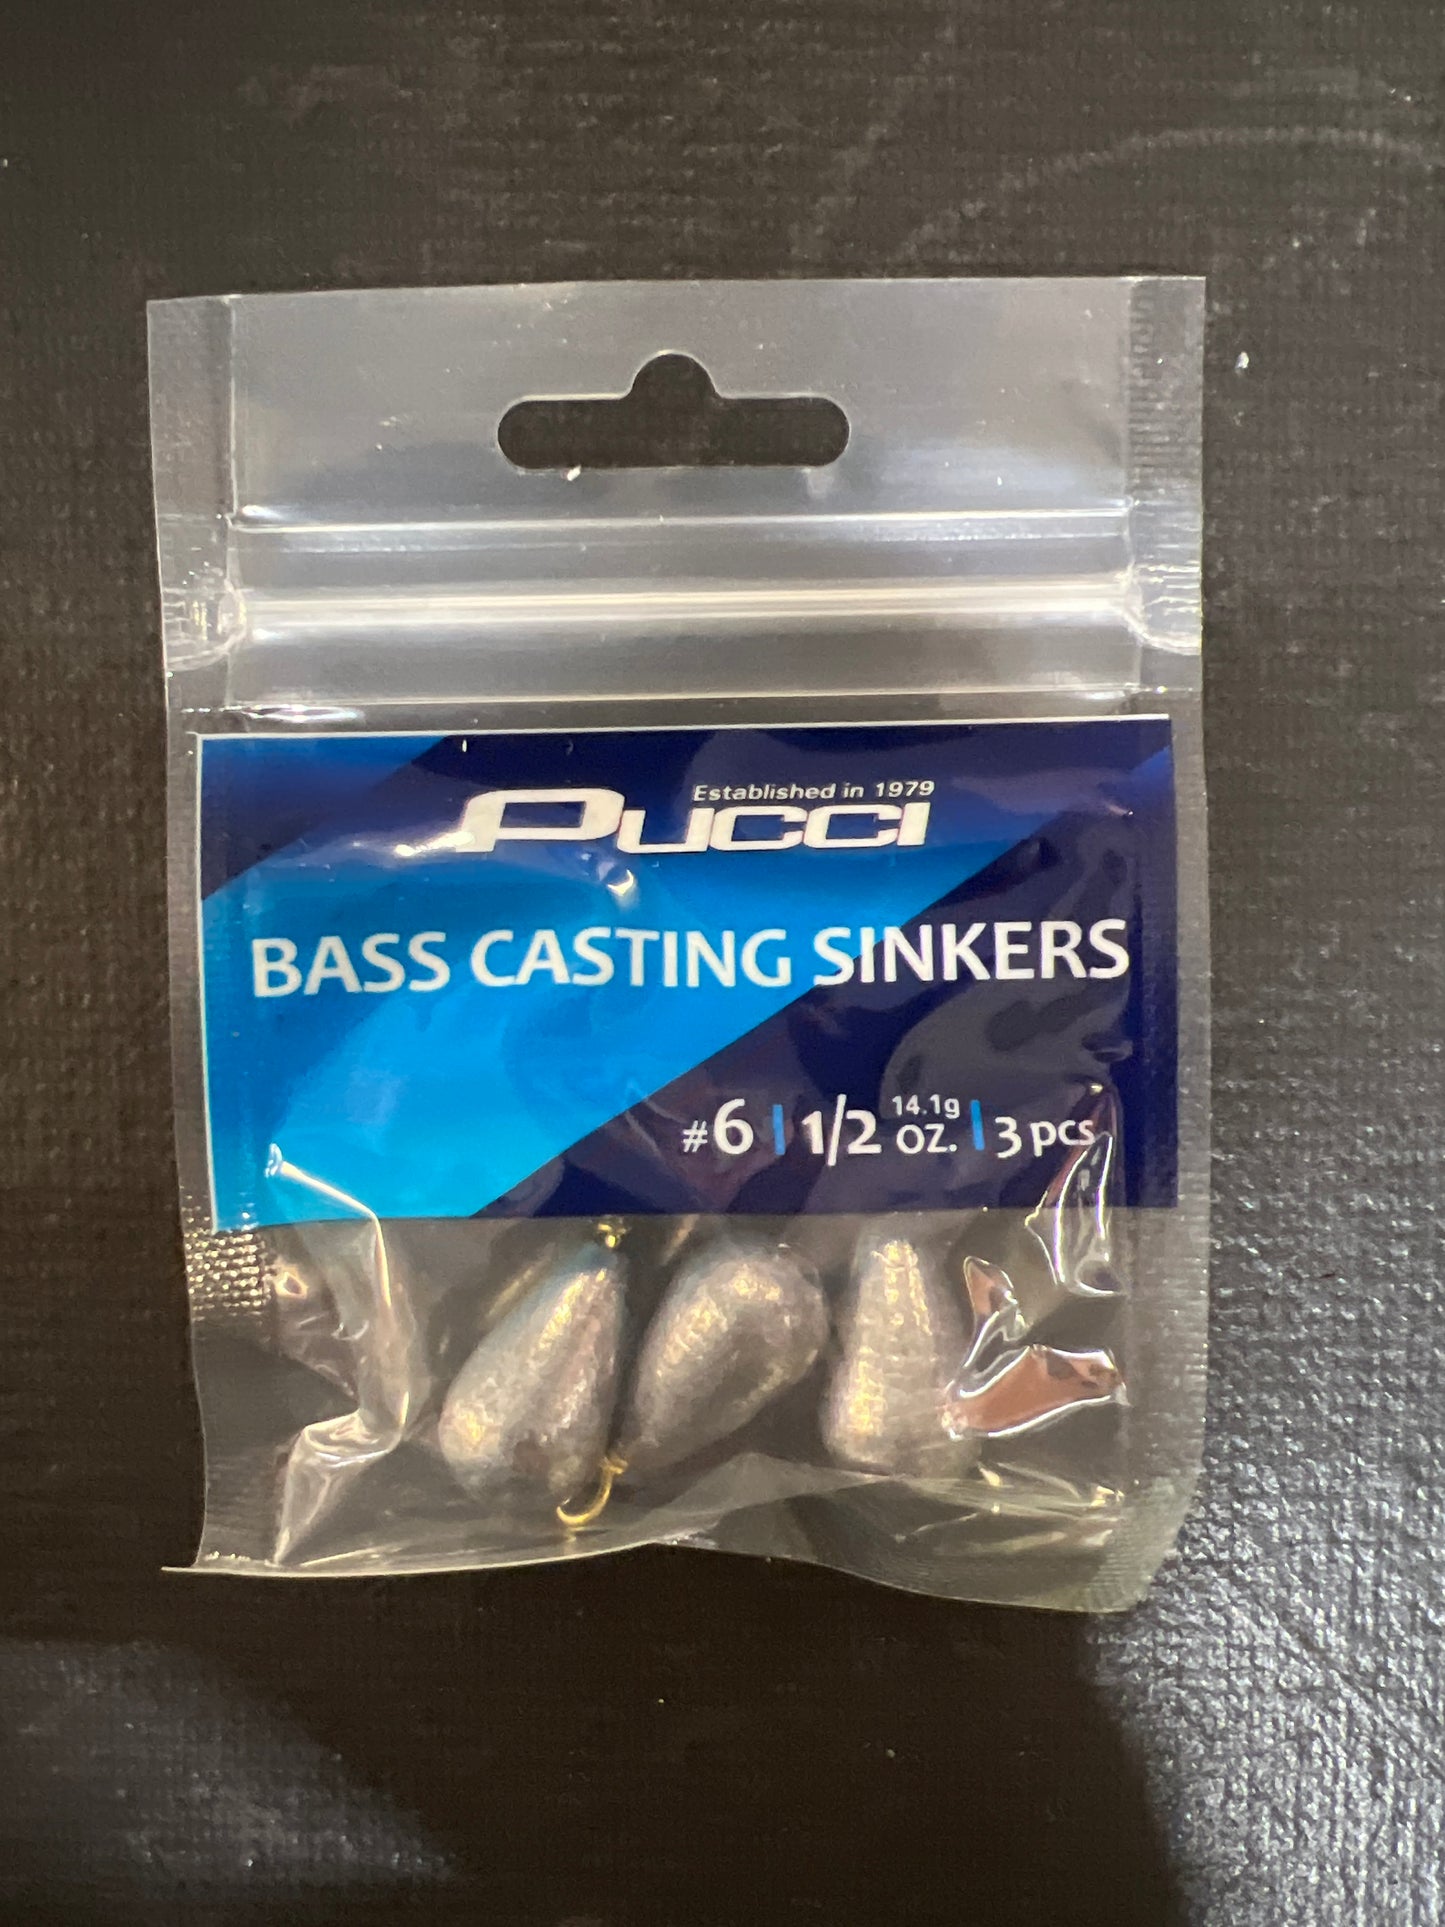 Established in 1979
PUCCI
BASS CASTING SINKERS
#6 | 1/2 14.1g OZ. | 3 pcs